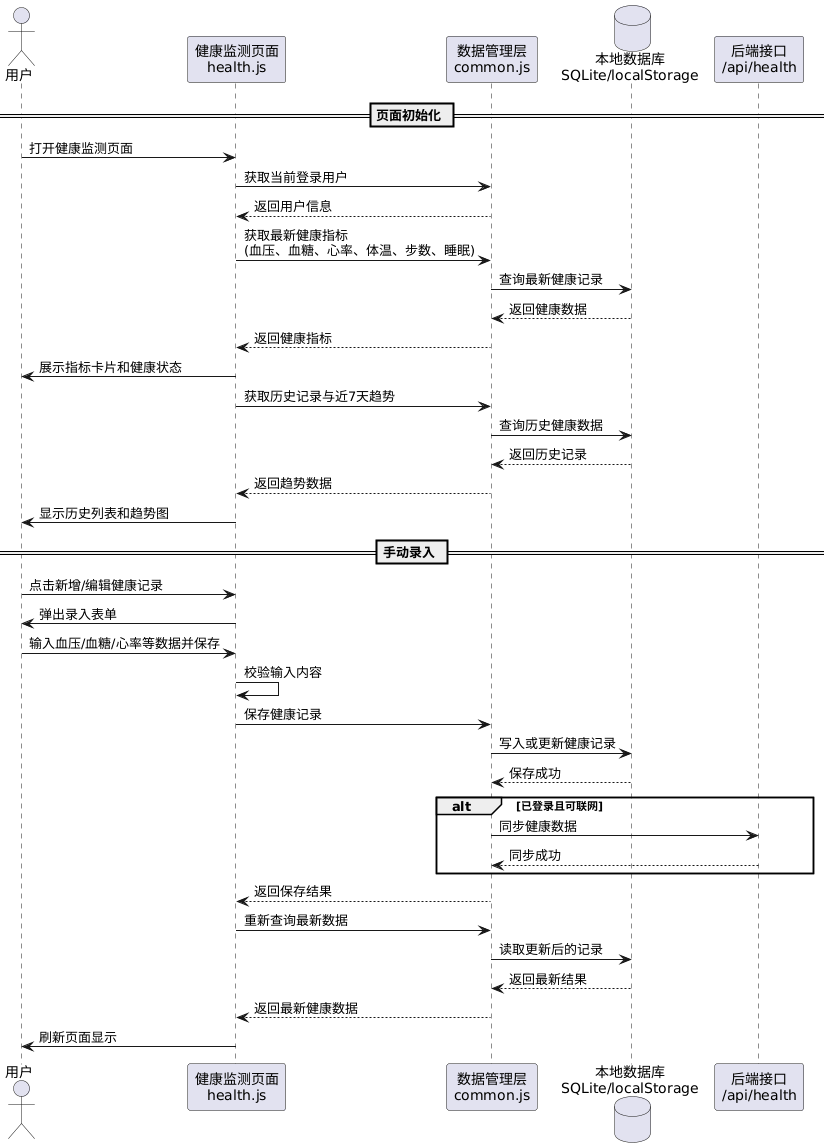 用户
健康监测页面
health.js
数据管理层
common.js
本地数据库
SQLite/localStorage
后端接口
/api/health
页面初始化
打开健康监测页面
获取当前登录用户
返回用户信息
获取最新健康指标
(血压、血糖、心率、体温、步数、睡眠)
查询最新健康记录
返回健康数据
返回健康指标
展示指标卡片和健康状态
获取历史记录与近7天趋势
查询历史健康数据
返回历史记录
返回趋势数据
显示历史列表和趋势图
手动录入
点击新增/编辑健康记录
弹出录入表单
输入血压/血糖/心率等数据并保存
校验输入内容
保存健康记录
写入或更新健康记录
保存成功
alt [已登录且可联网]
同步健康数据
同步成功
返回保存结果
重新查询最新数据
读取更新后的记录
返回最新结果
返回最新健康数据
刷新页面显示
用户
健康监测页面
health.js
数据管理层
common.js
本地数据库
SQLite/localStorage
后端接口
/api/health